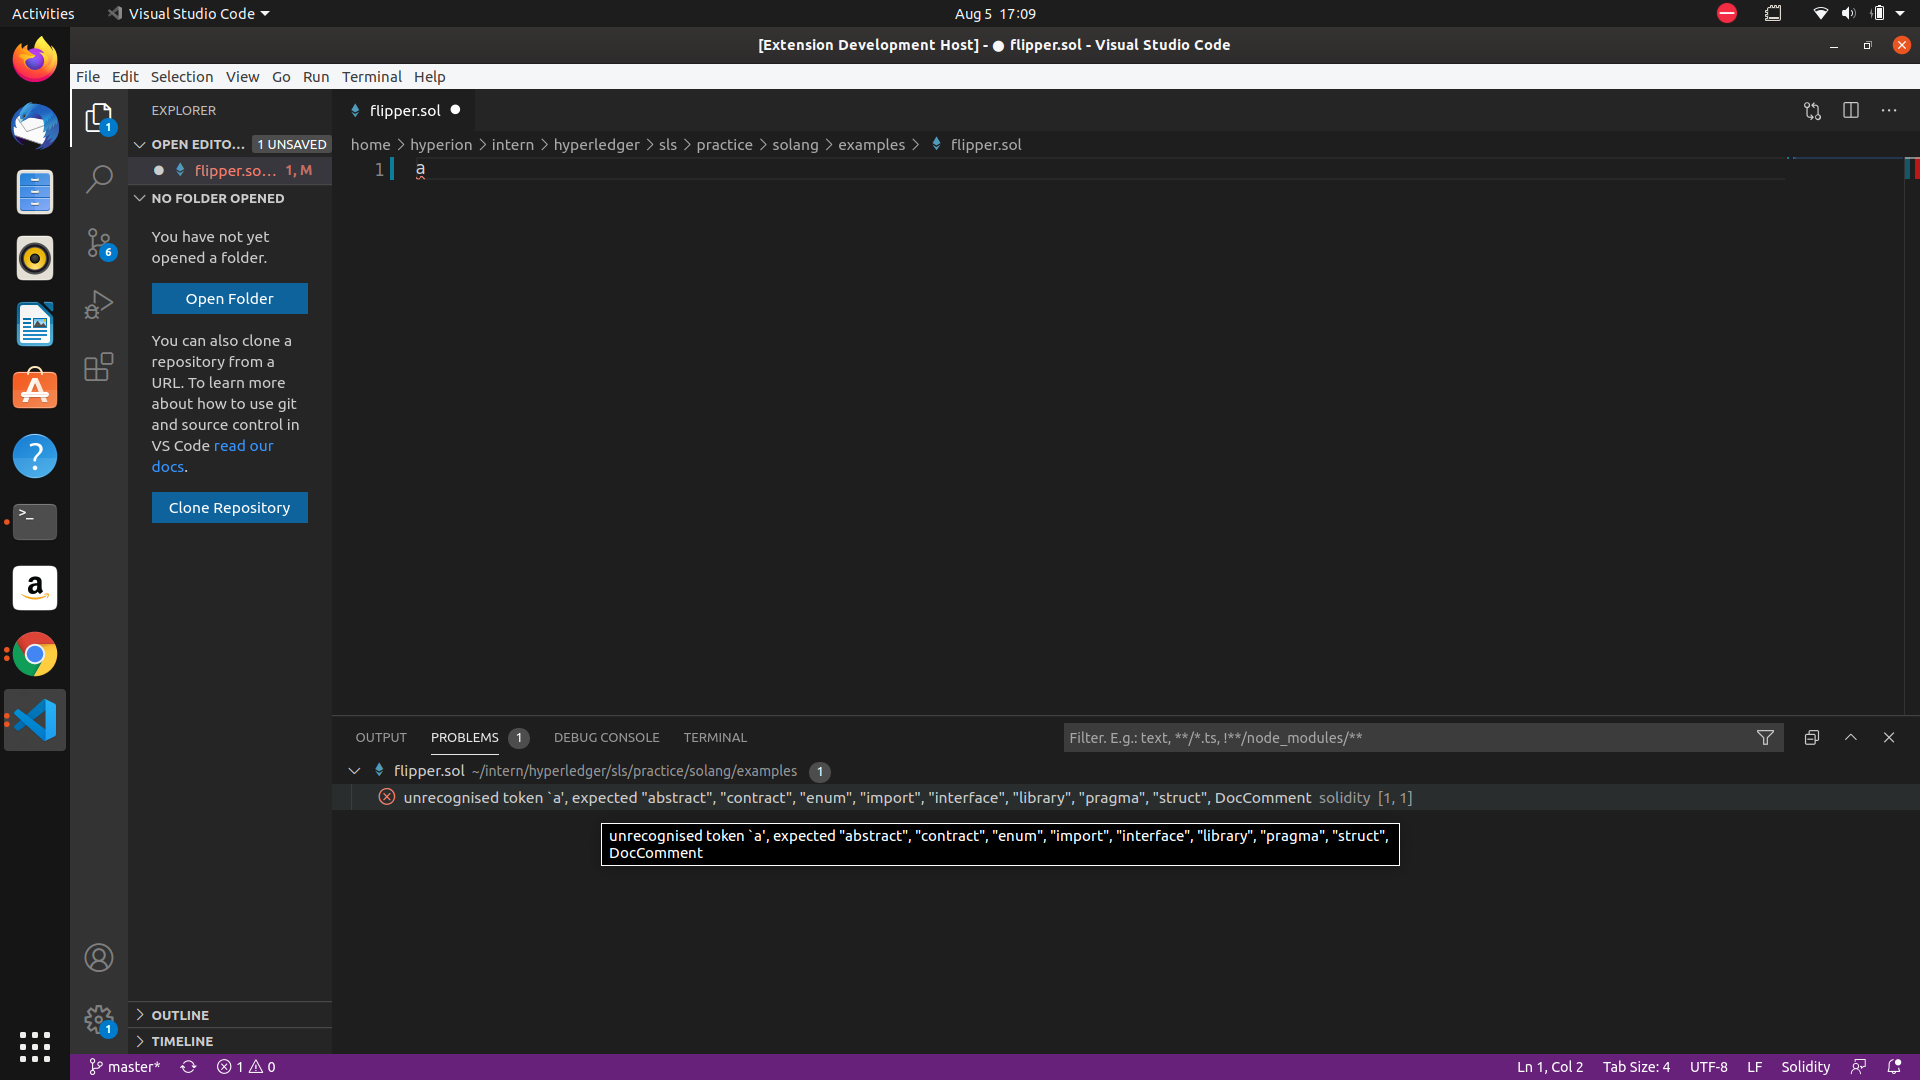 Activities
Visual Studio Code
Aug 5 17:09
[Extension Development Host] - ● flipper.sol - Visual Studio Code
File Edit Selection View Go Run Terminal Help
EXPLORER
OPEN EDITO... 1 UNSAVED
flipper.so... 1, M
NO FOLDER OPENED
You have not yet
opened a folder.
Open Folder
You can also clone a
repository from a
URL. To learn more
about how to use git
and source control in
VS Code read our
docs.
Clone Repository
OUTLINE
TIMELINE
1
6
1
flipper.sol
home > hyperion > intern > hyperledger > sls > practice > solang > examples > flipper.sol
1 a
OUTPUT PROBLEMS 1 DEBUG CONSOLE TERMINAL
Filter. E.g.: text, **/*.ts, !**/node_modules/**
flipper.sol ~/intern/hyperledger/sls/practice/solang/examples 1
unrecognised token `a', expected "abstract", "contract", "enum", "import", "interface", "library", "pragma", "struct", DocComment solidity [1, 1]
unrecognised token `a', expected "abstract", "contract", "enum", "import", "interface", "library", "pragma", "struct",
DocComment
master* 1 0
Ln 1, Col 2 Tab Size: 4 UTF-8 LF Solidity